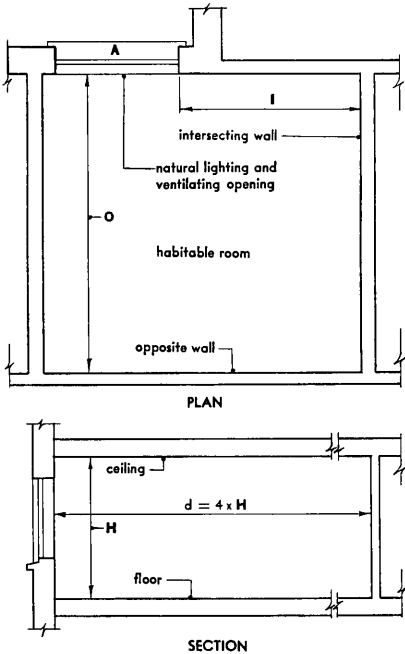 A
I
intersecting wall
natural lighting and
ventilating opening
O
habitable room
opposite wall
PLAN
ceiling
d = 4 x H
H
floor
SECTION